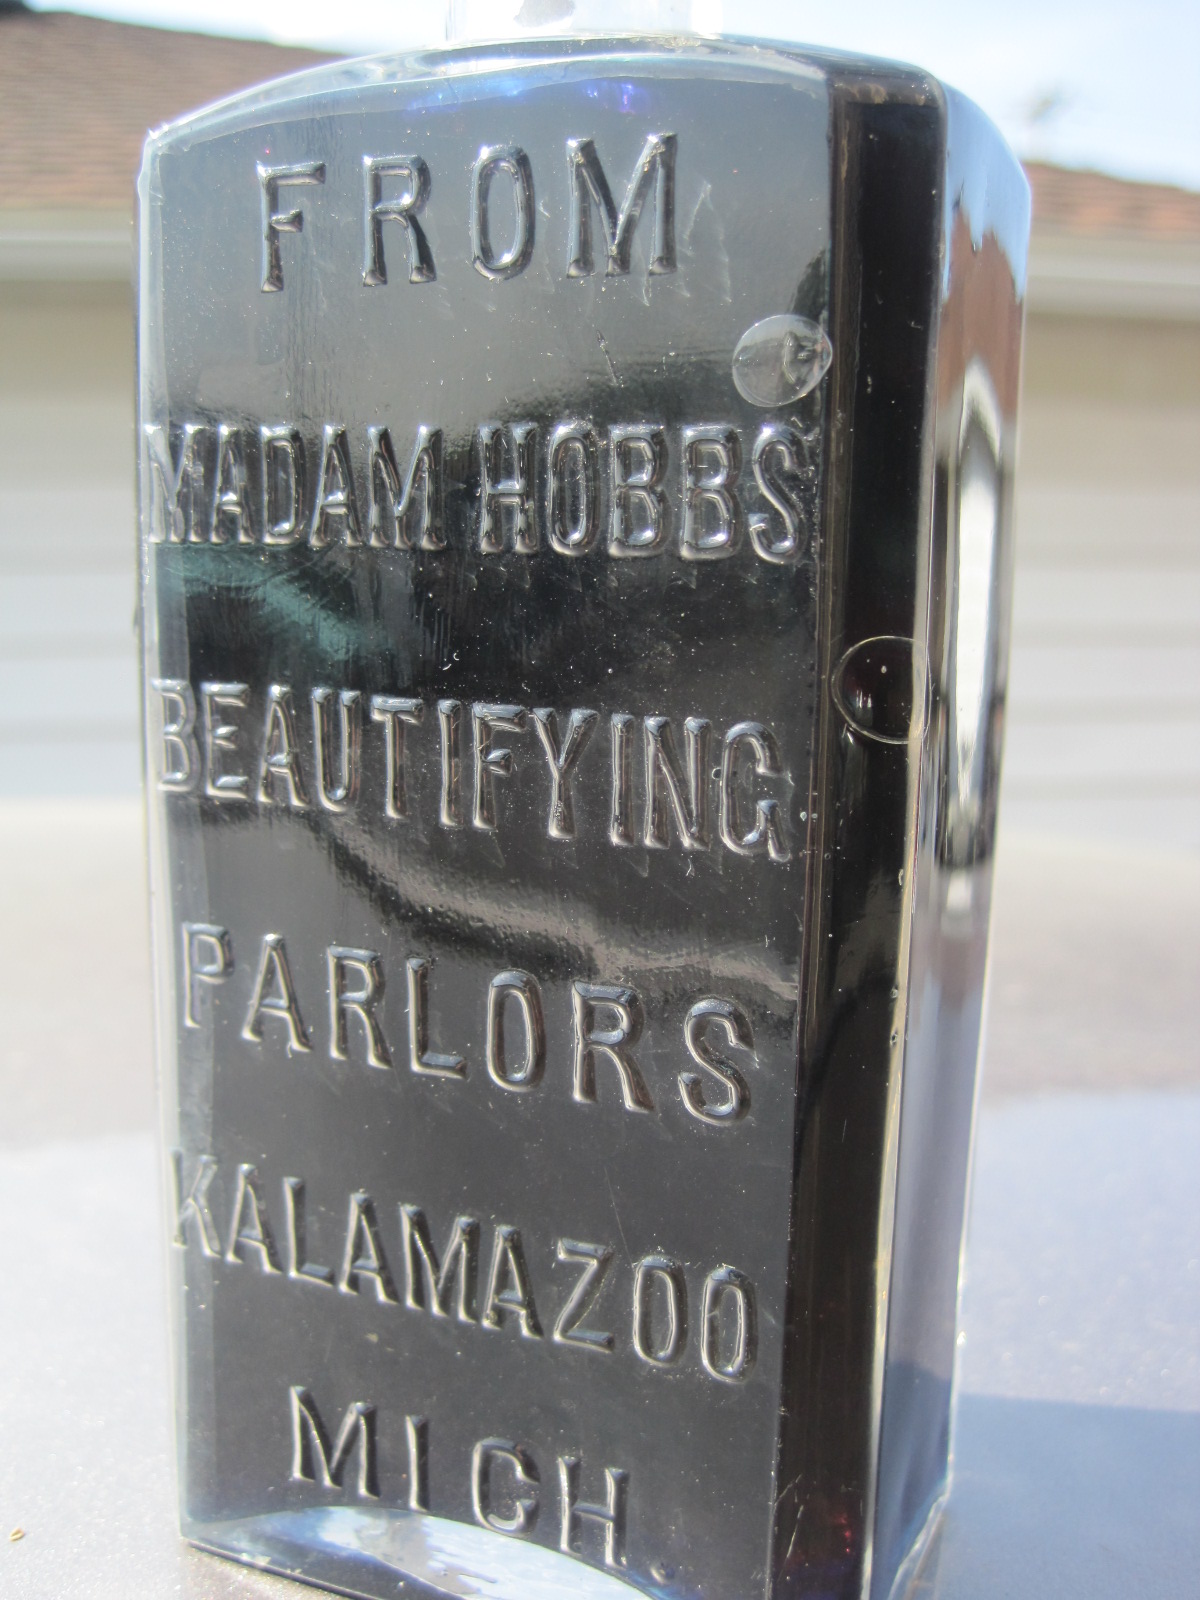 FROM
MADAM HOBBS
BEAUTIFYING
PARLORS
KALAMAZOO
MICH.